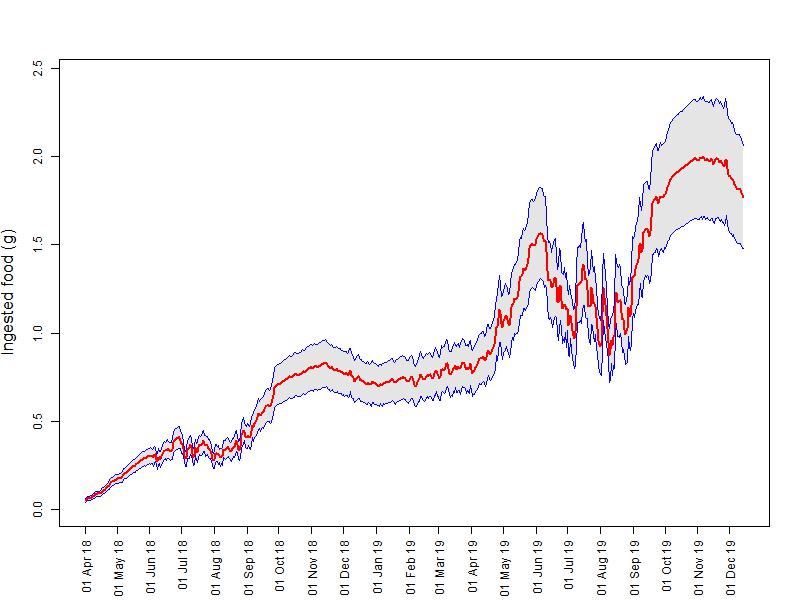 Ingested food (g)
2.5
2.0
1.5
1.0
0.5
0.0
01 Apr 18
01 May 18
01 Jun 18
01 Jul 18
01 Aug 18
01 Sep 18
01 Oct 18
01 Nov 18
01 Dec 18
01 Jan 19
01 Feb 19
01 Mar 19
01 Apr 19
01 May 19
01 Jun 19
01 Jul 19
01 Aug 19
01 Sep 19
01 Oct 19
01 Nov 19
01 Dec 19